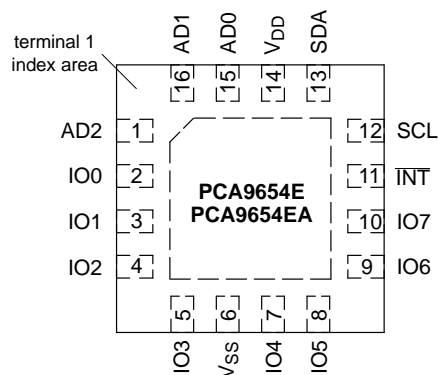 terminal 1
index area
AD1
AD0
VDD
SDA
16
15
14
13
AD2 1
12 SCL
IO0 2
11 INT
IO1 3
10 IO7
IO2 4
9 IO6
PCA9654E
PCA9654EA
5
6
7
8
IO3
VSS
IO4
IO5